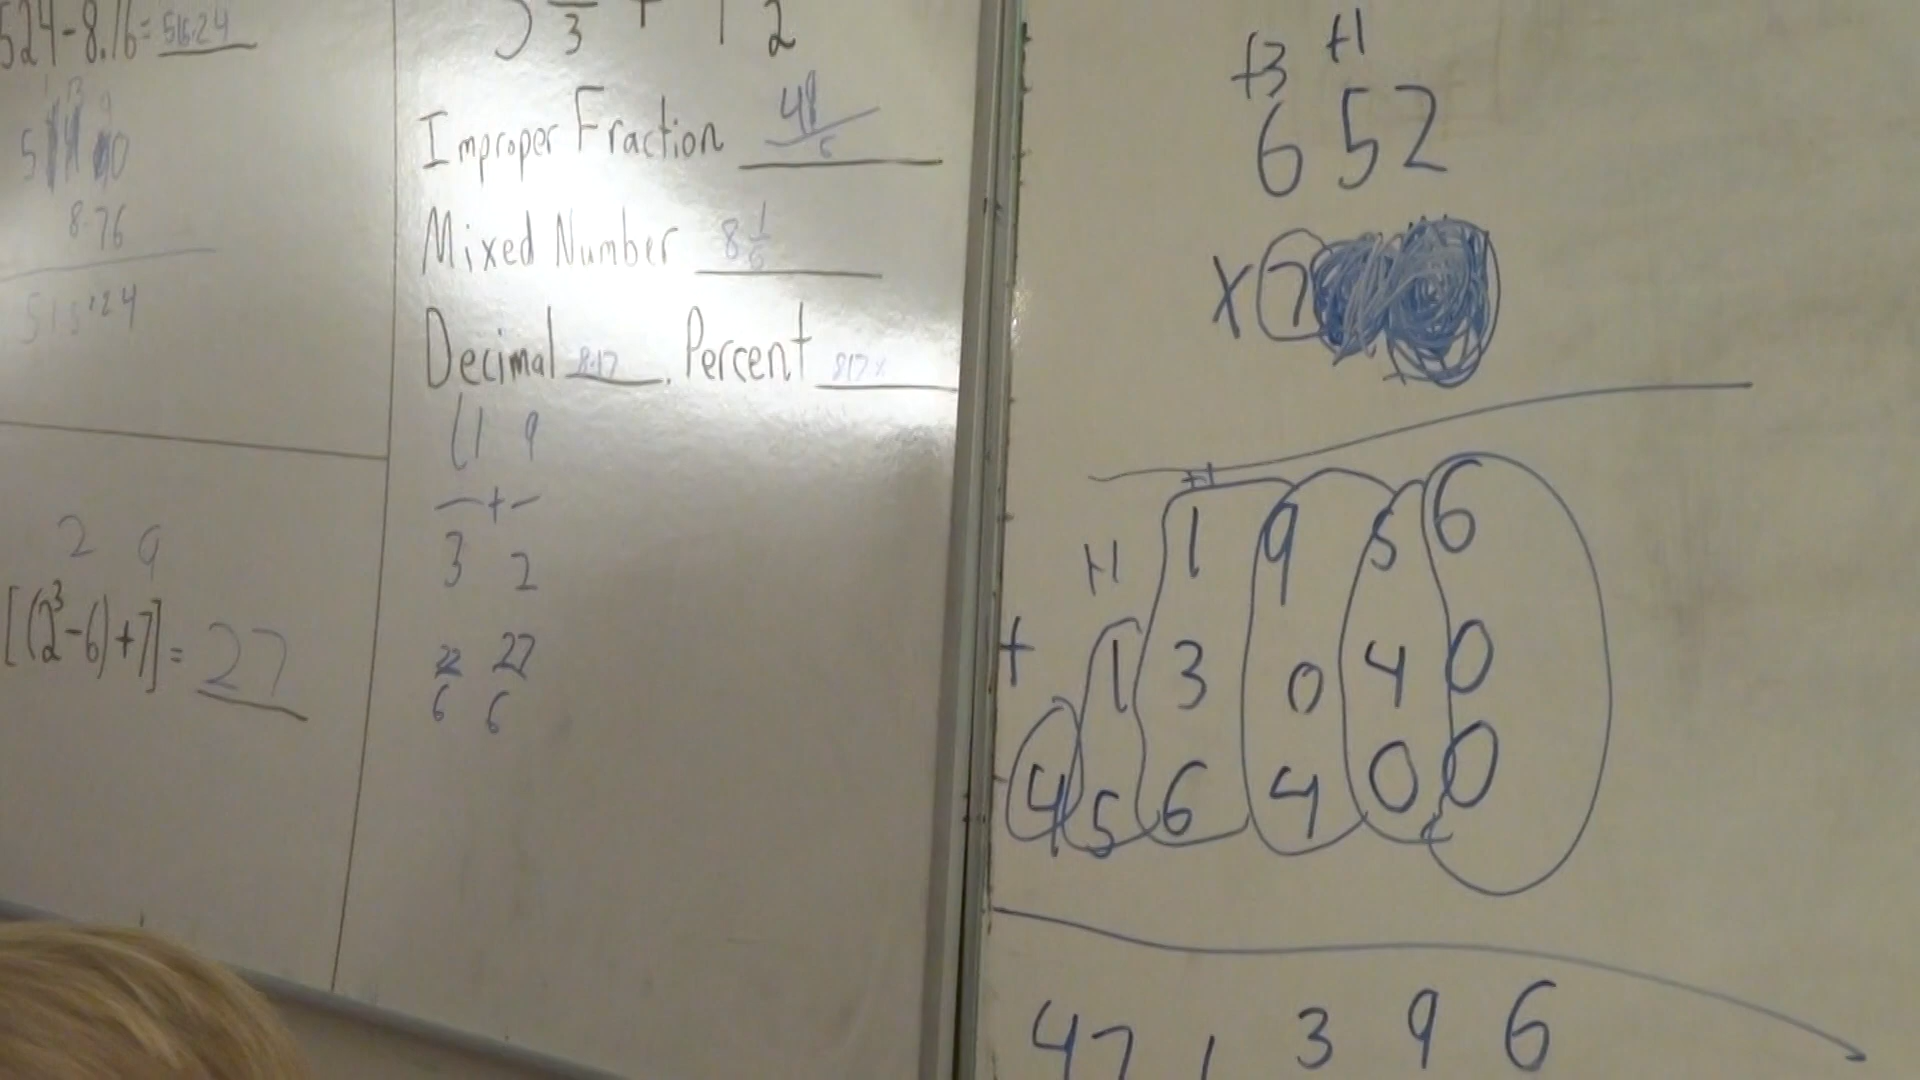 524-8.76= 515.24
8.76
515.24
2 9
[(2³-6)+7]= 27
3 + 1 2
Improper Fraction 49/6
Mixed Number 8 1/6
Decimal 8.17 Percent 817%
11 9
— + —
3 2
22 27
6 6
+3 +1
652
x7
+1
+1 1 9 5 6
+ 1 3 0 4 0
4 5 6 4 0 0
4 7 1 3 9 6